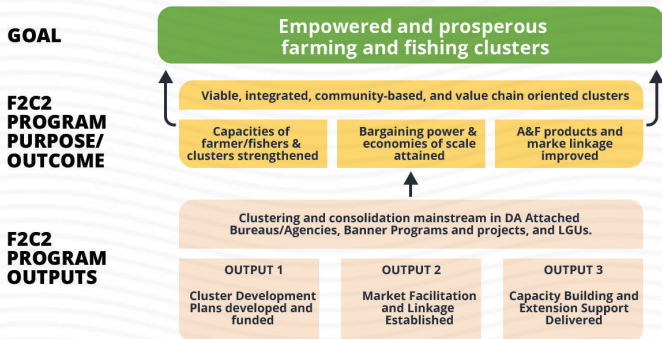 GOAL
Empowered and prosperous
farming and fishing clusters
F2C2
PROGRAM
PURPOSE/
OUTCOME
Viable, integrated, community-based, and value chain oriented clusters
Capacities of
farmer/fishers &
clusters strengthened
Bargaining power &
economies of scale
attained
A&F products and
marke linkage
improved
F2C2
PROGRAM
OUTPUTS
Clustering and consolidation mainstream in DA Attached
Bureaus/Agencies, Banner Programs and projects, and LGUs.
OUTPUT 1
Cluster Development
Plans developed and
funded
OUTPUT 2
Market Facilitation
and Linkage
Established
OUTPUT 3
Capacity Building and
Extension Support
Delivered